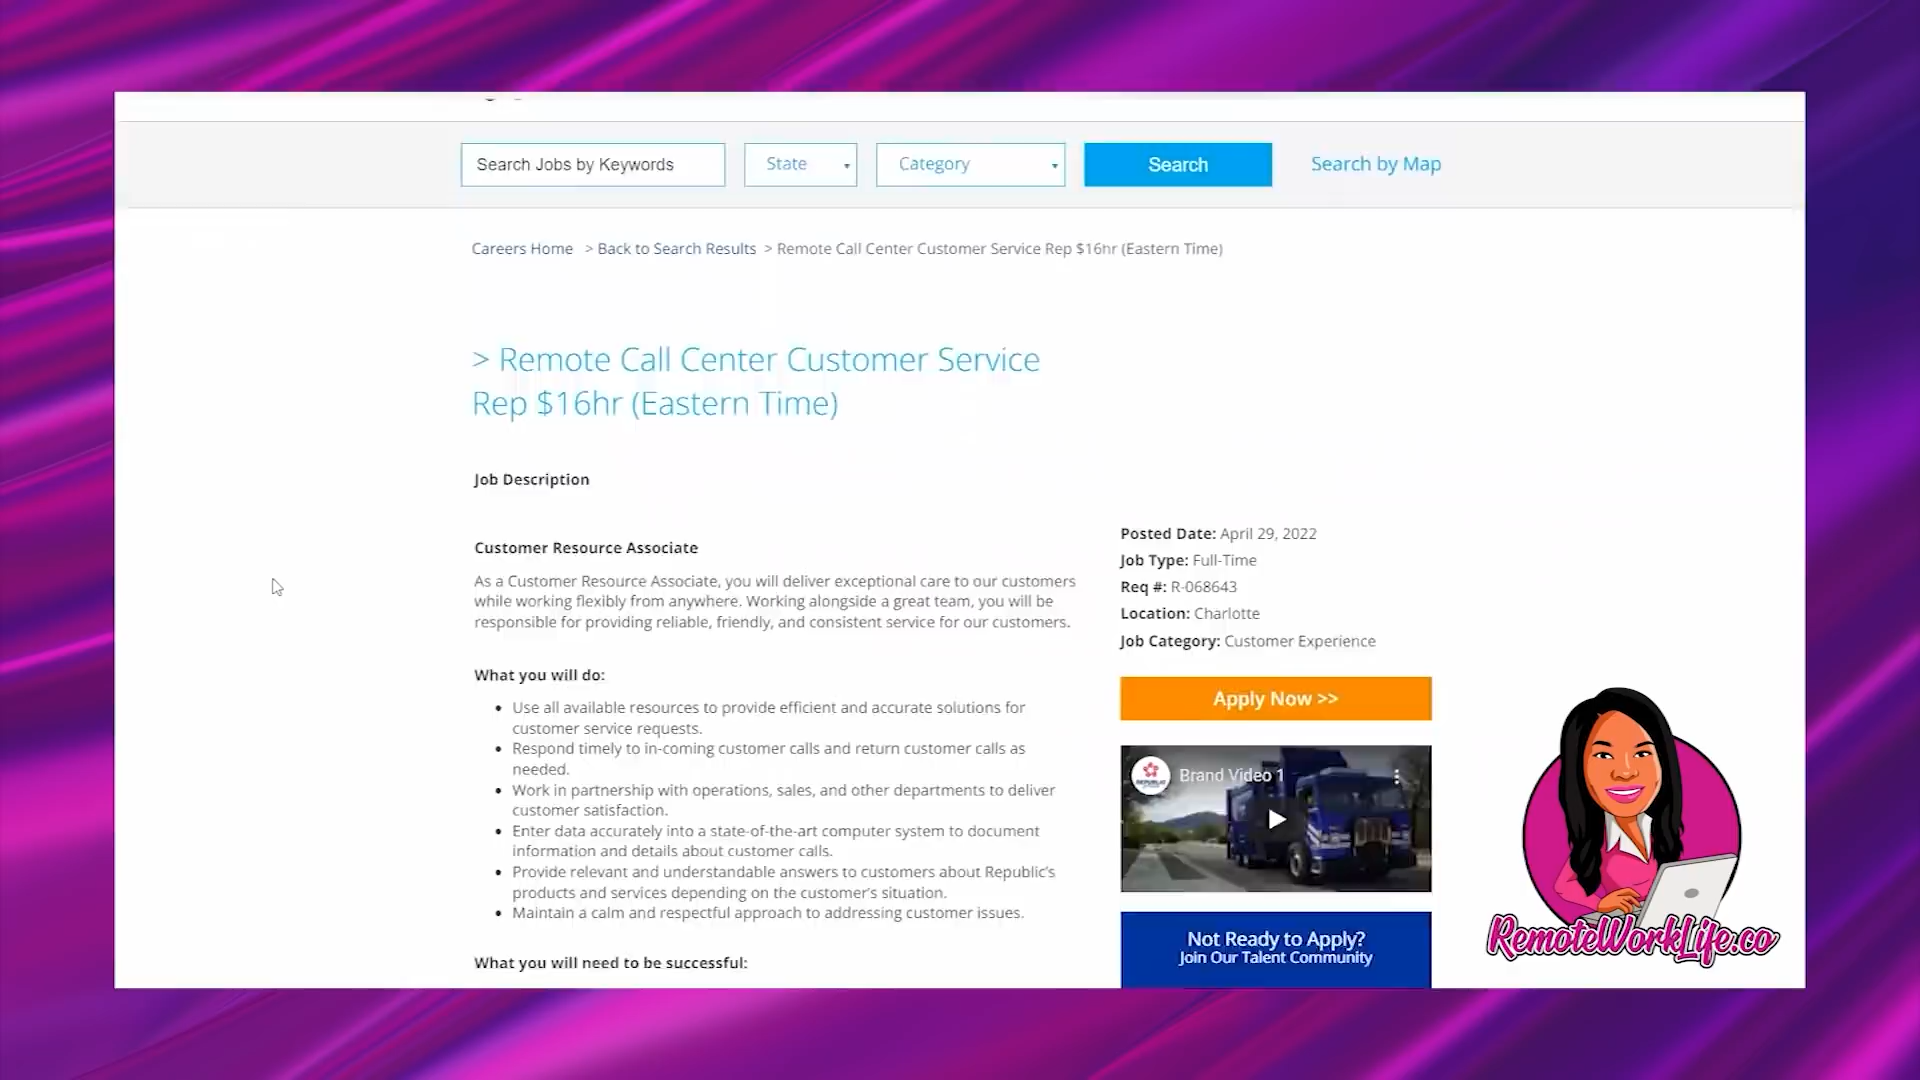 Search Jobs by Keywords
State
Category
Search
Search by Map
Careers Home > Back to Search Results > Remote Call Center Customer Service Rep $16hr (Eastern Time)
> Remote Call Center Customer Service
Rep $16hr (Eastern Time)
Job Description
Customer Resource Associate
As a Customer Resource Associate, you will deliver exceptional care to our customers
while working flexibly from anywhere. Working alongside a great team, you will be
responsible for providing reliable, friendly, and consistent service for our customers.
What you will do:
• Use all available resources to provide efficient and accurate solutions for
customer service requests.
• Respond timely to in-coming customer calls and return customer calls as
needed.
• Work in partnership with operations, sales, and other departments to deliver
customer satisfaction.
• Enter data accurately into a state-of-the-art computer system to document
information and details about customer calls.
• Provide relevant and understandable answers to customers about Republic's
products and services depending on the customer's situation.
• Maintain a calm and respectful approach to addressing customer issues.
What you will need to be successful:
Posted Date: April 29, 2022
Job Type: Full-Time
Req #: R-068643
Location: Charlotte
Job Category: Customer Experience
Apply Now >>
REPUBLIC
Brand Video 1
Not Ready to Apply?
Join Our Talent Community
RemoteWorkLife.co